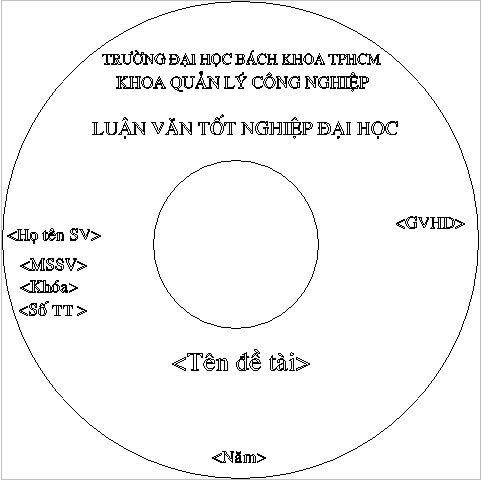 TRƯỜNG ĐẠI HỌC BÁCH KHOA TPHCM
KHOA QUẢN LÝ CÔNG NGHIỆP
LUẬN VĂN TỐT NGHIỆP ĐẠI HỌC
<GVHD>
<Họ tên SV>
<MSSV>
<Khóa>
<Số TT >
<Tên đề tài>
<Năm>